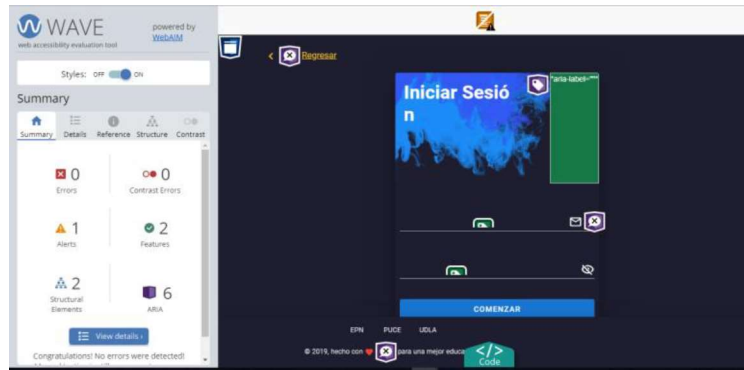 WAVE
web accessibility evaluation tool
powered by
WebAIM
Styles: OFF ON
Summary
Summary Details Reference Structure Contrast
0
Errors
0
Contrast Errors
1
Alerts
2
Features
2
Structural
Elements
6
ARIA
View details ›
Congratulations! No errors were detected!
< Regresar
Iniciar Sesió
n
*aria-label=""
COMENZAR
EPN PUCE UDLA
© 2019, hecho con para una mejor educa
</>
Code